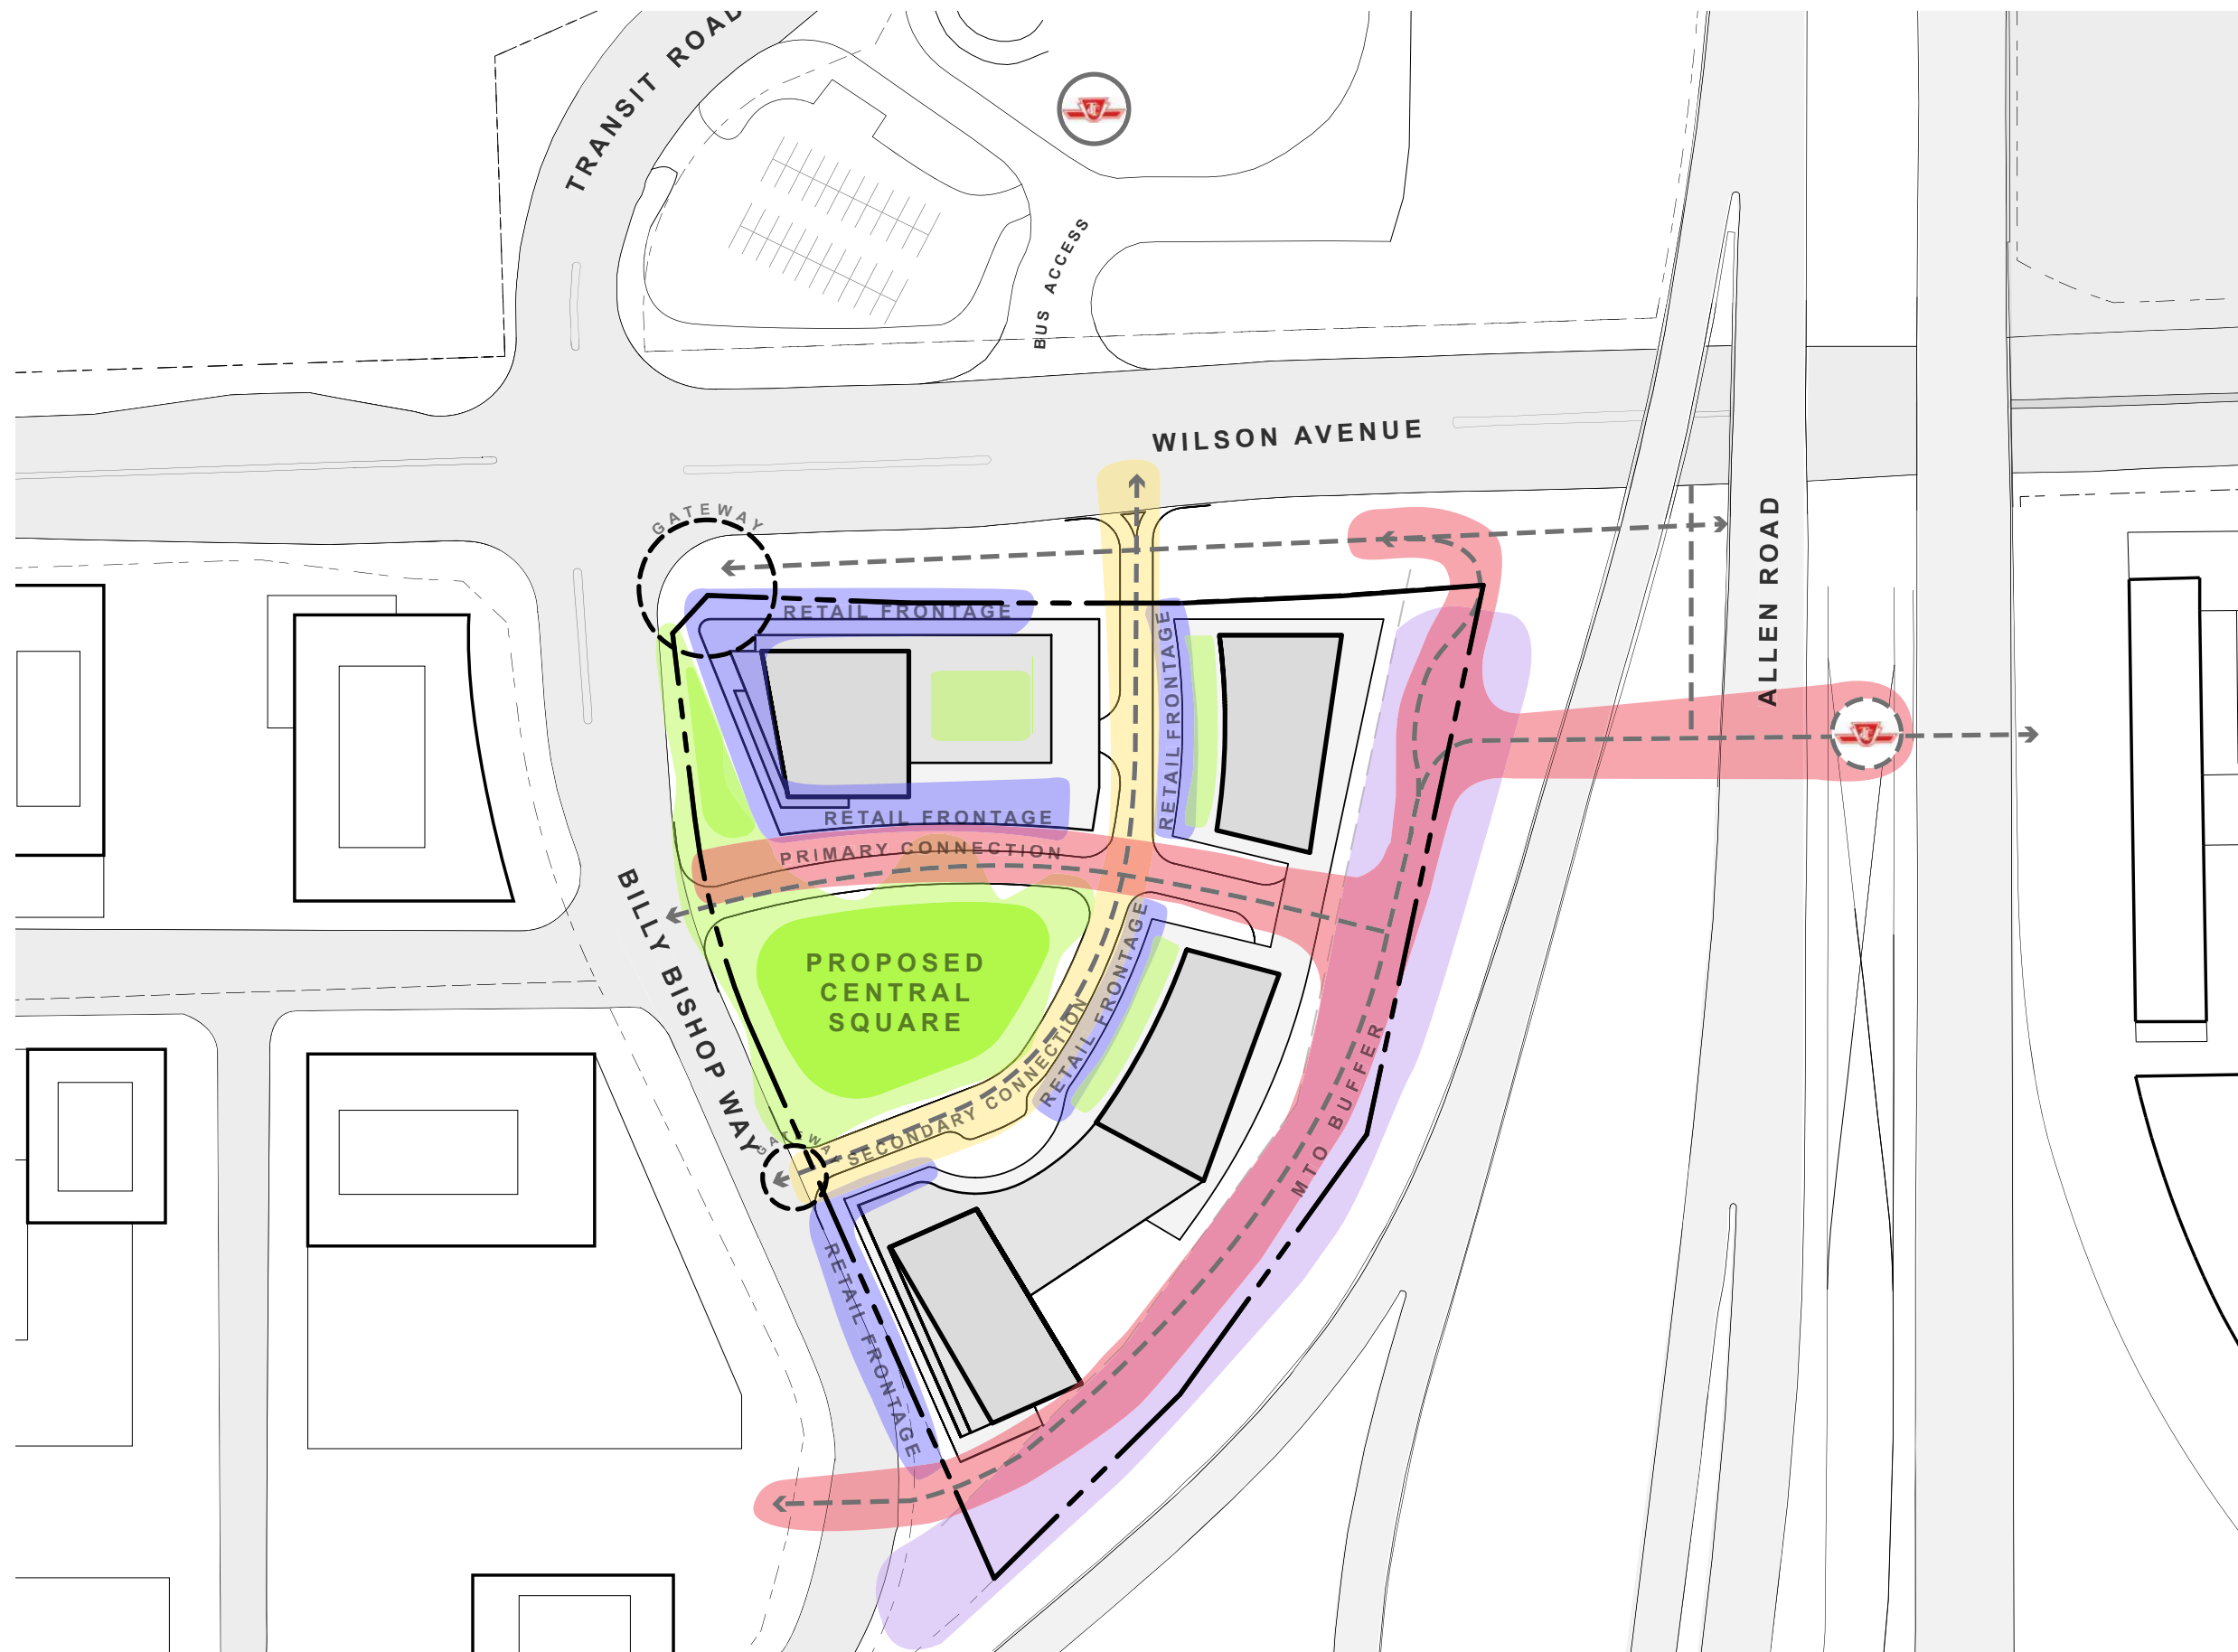 TRANSIT ROAD
BUS ACCESS
WILSON AVENUE
GATEWAY
ALLEN ROAD
RETAIL FRONTAGE
RETAIL FRONTAGE
RETAIL FRONTAGE
PRIMARY CONNECTION
BILLY BISHOP WAY
PROPOSED
CENTRAL
SQUARE
RETAIL FRONTAGE
SECONDARY CONNECTION
MTO BUFFER
GATEWAY
RETAIL FRONTAGE